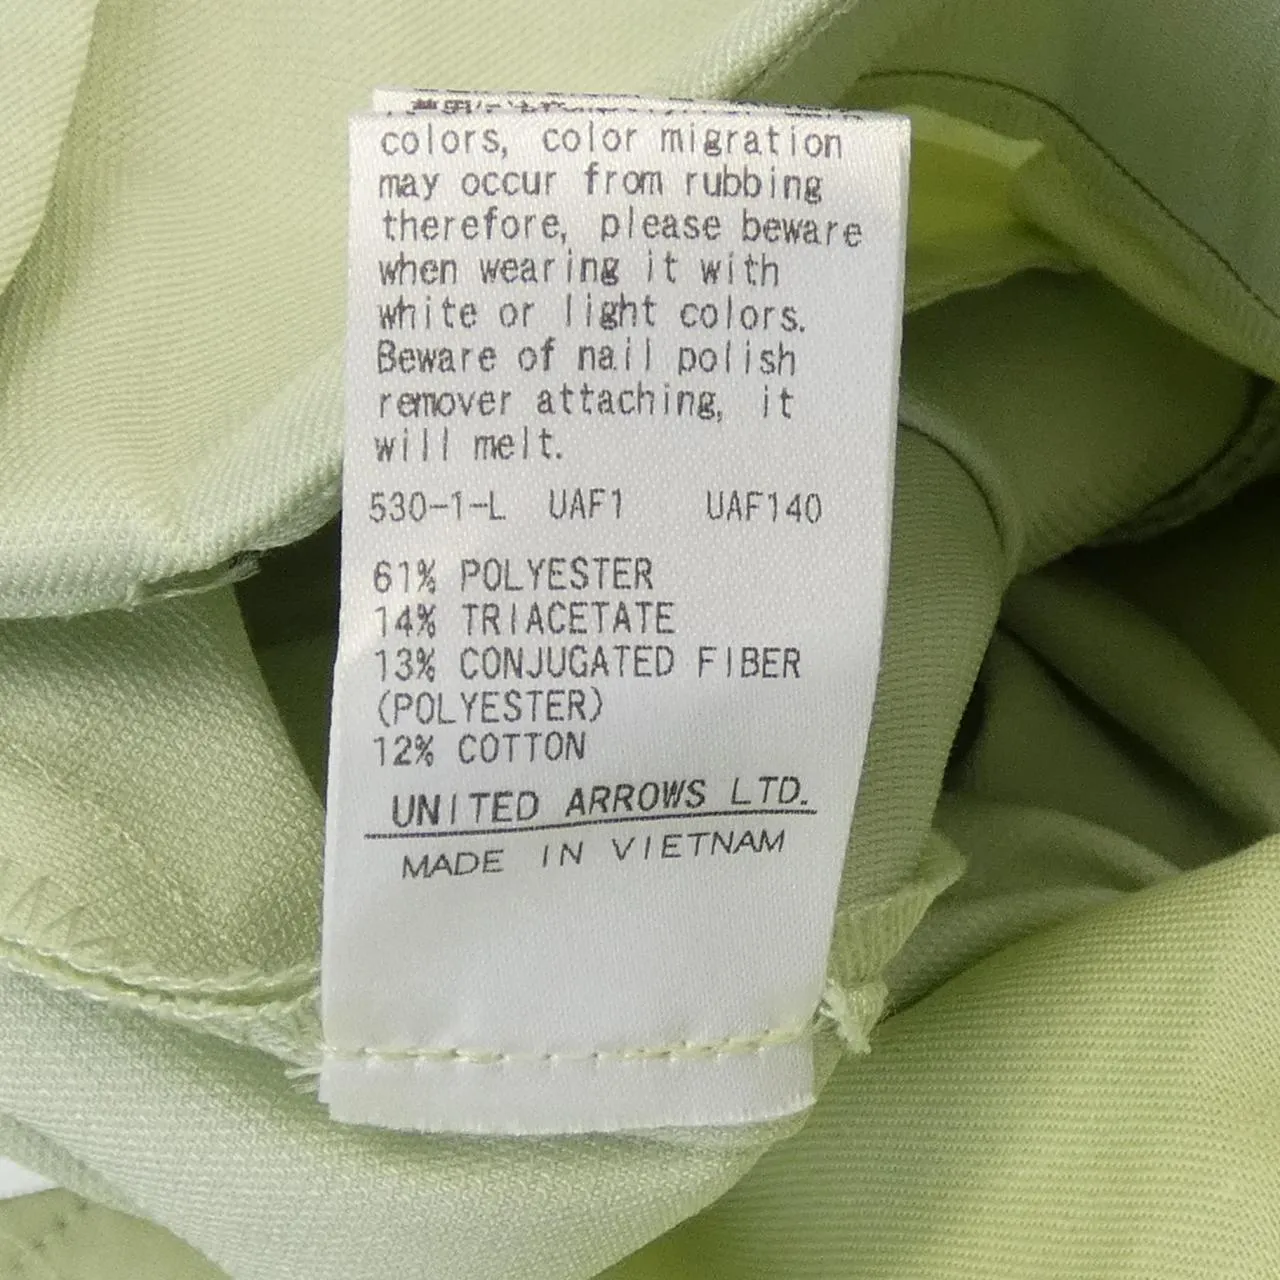 colors, color migration
may occur from rubbing
therefore, please beware
when wearing it with
white or light colors.
Beware of nail polish
remover attaching, it
will melt.
530-1-L UAF1 UAF140
61% POLYESTER
14% TRIACETATE
13% CONJUGATED FIBER
(POLYESTER)
12% COTTON
UNITED ARROWS LTD.
MADE IN VIETNAM